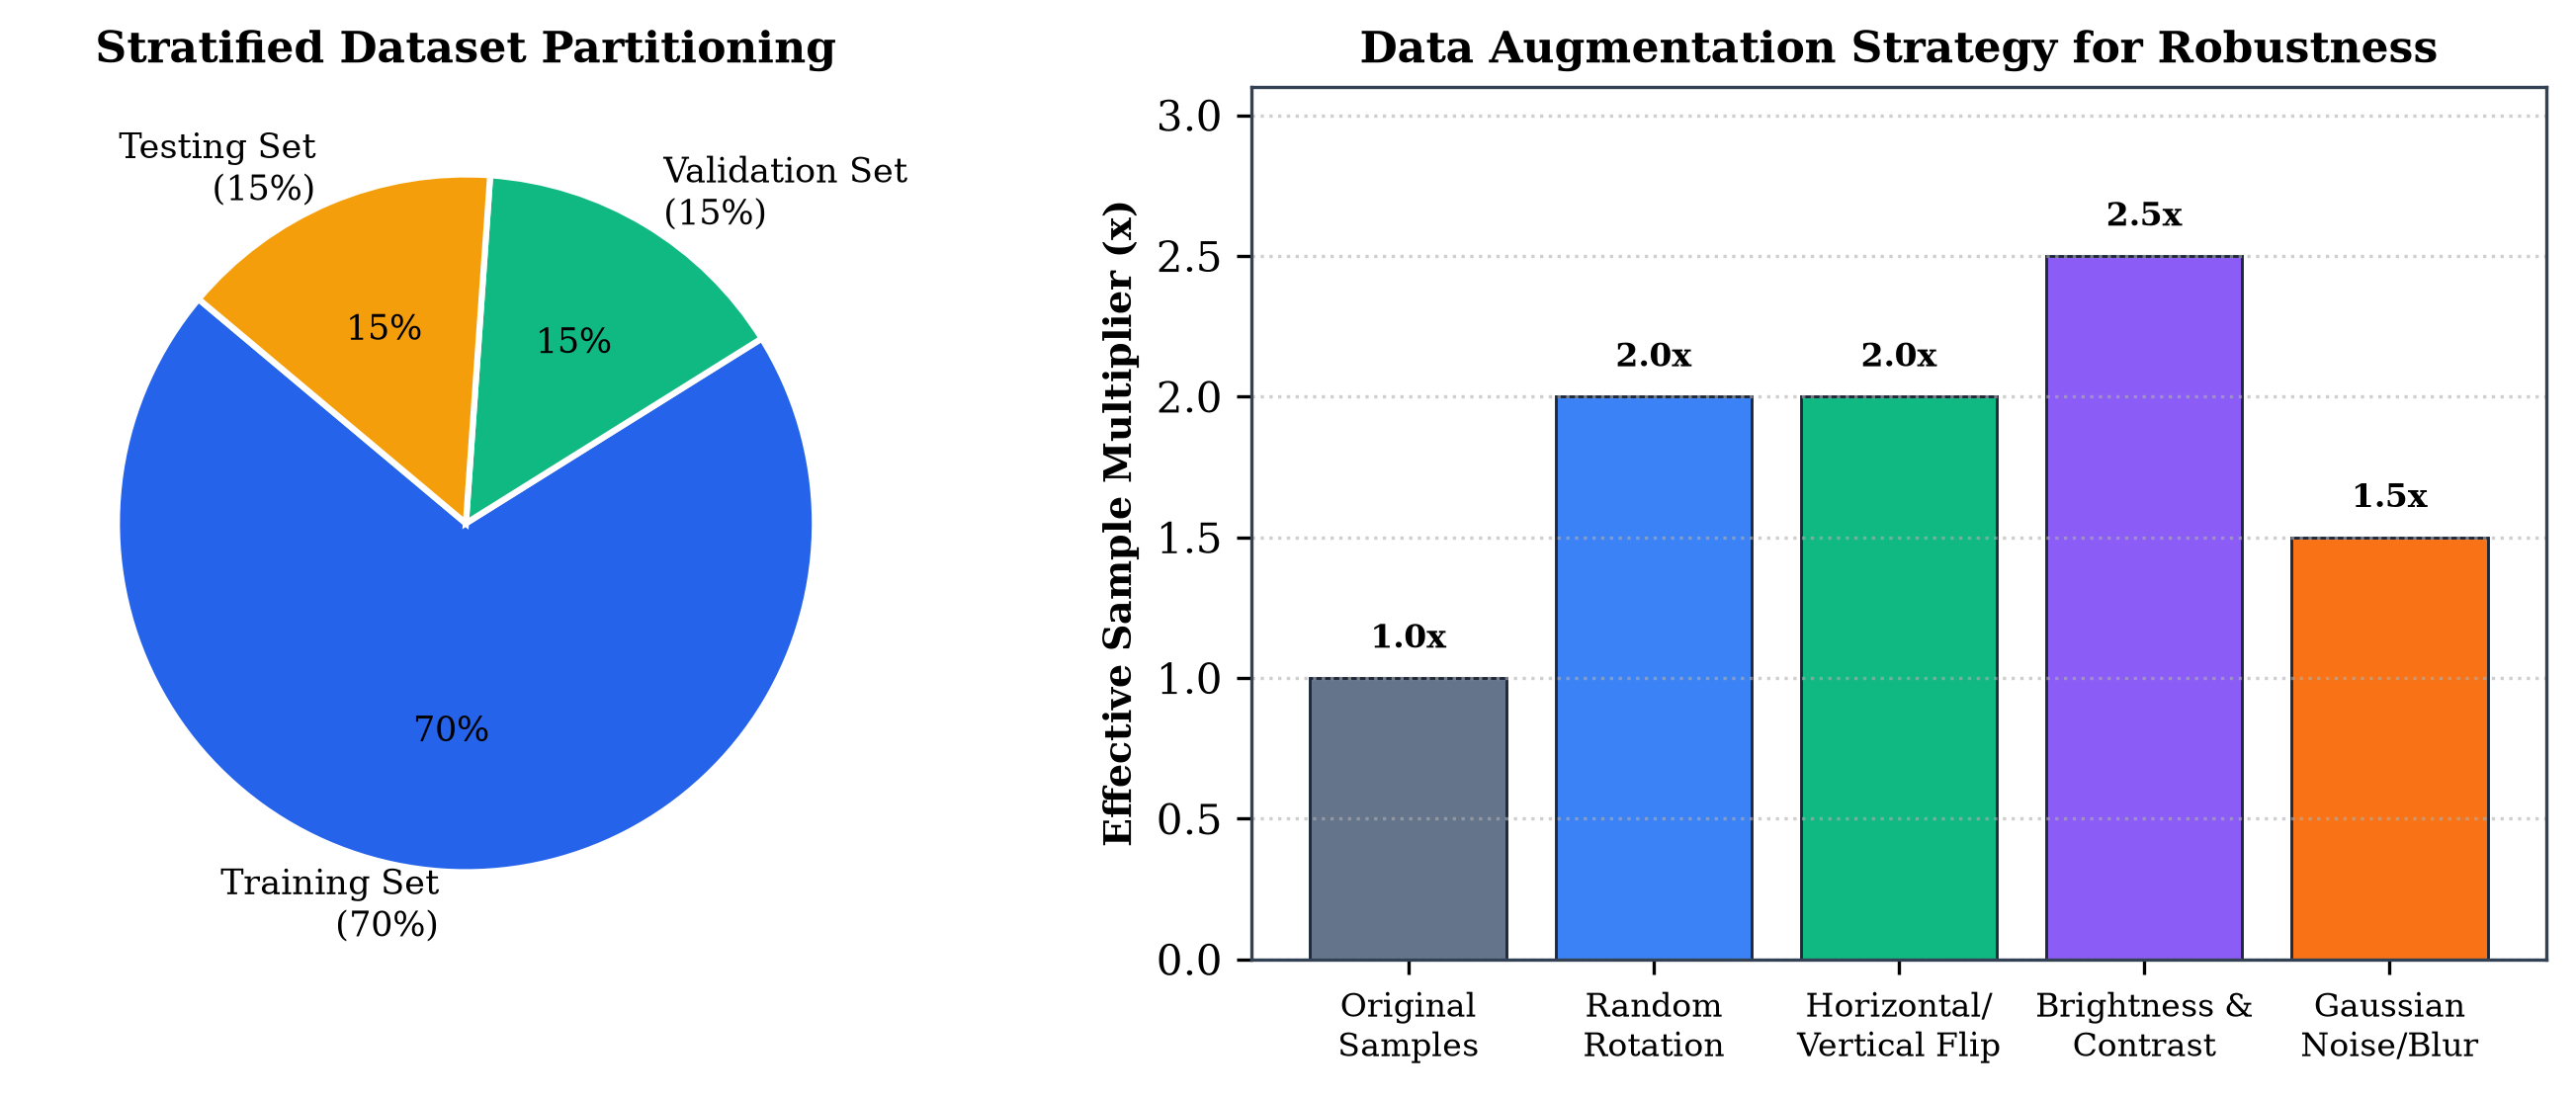 Stratified Dataset Partitioning
Testing Set
(15%)
Validation Set
(15%)
15%
15%
70%
Training Set
(70%)
Data Augmentation Strategy for Robustness
Effective Sample Multiplier (x)
3.0
2.5
2.0
1.5
1.0
0.5
0.0
1.0x
2.0x
2.0x
2.5x
1.5x
Original
Samples
Random
Rotation
Horizontal/
Vertical Flip
Brightness &
Contrast
Gaussian
Noise/Blur